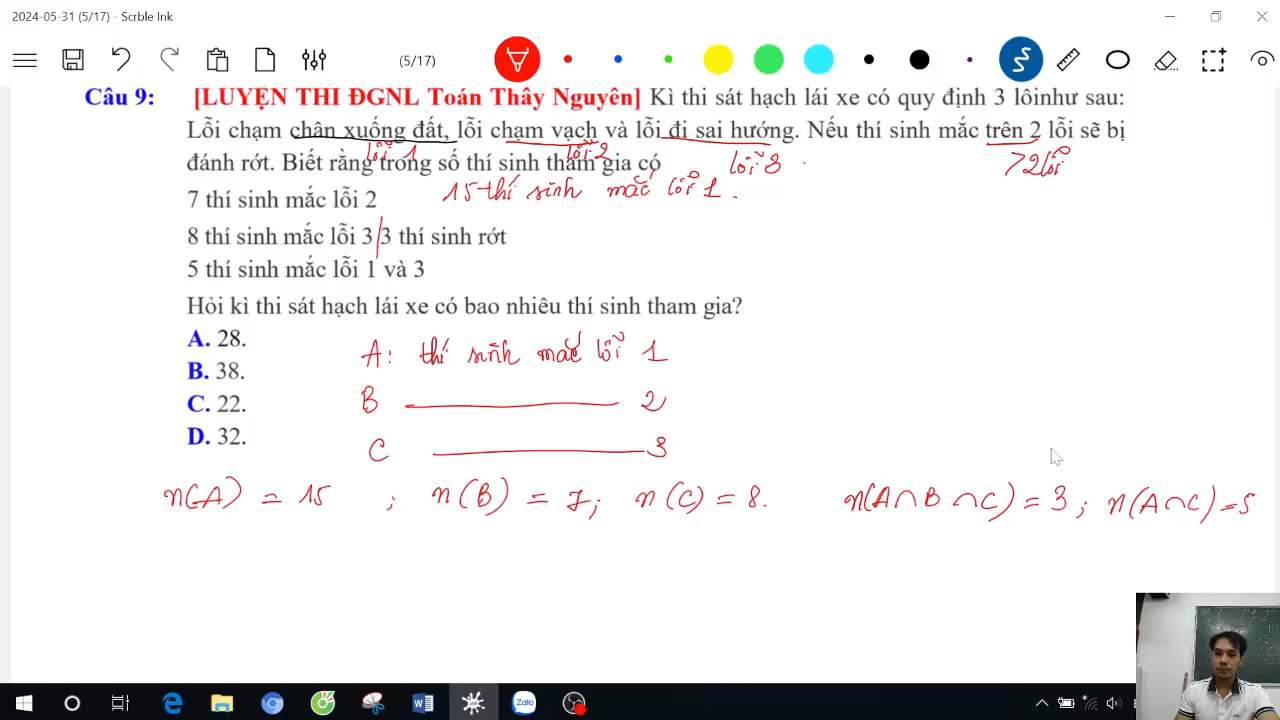 2024-05-31 (5/17) - Scrble Ink
(5/17)
Câu 9: [LUYỆN THI ĐGNL Toán Thầy Nguyên] Kì thi sát hạch lái xe có quy định 3 lôinhư sau:
Lỗi chạm chân xuống đất, lỗi chạm vạch và lỗi đi sai hướng. Nếu thí sinh mắc trên 2 lỗi sẽ bị
lỗi 1 lỗi 2 lỗi 3 >2lỗi
đánh rớt. Biết rằng trong số thí sinh tham gia có
15 thí sinh mắc lỗi 1.
7 thí sinh mắc lỗi 2
8 thí sinh mắc lỗi 3/3 thí sinh rớt
5 thí sinh mắc lỗi 1 và 3
Hỏi kì thi sát hạch lái xe có bao nhiêu thí sinh tham gia?
A. 28.
A: thí sinh mắc lỗi 1
B. 38.
B 2
C. 22.
D. 32.
C 3
n(A) = 15 ; n(B) = 7; n(C) = 8. n(A∩B∩C) = 3; n(A∩C) = 5
Zalo